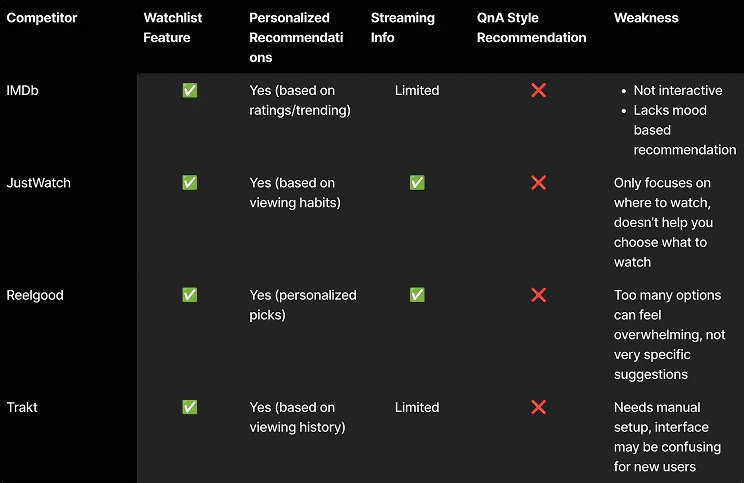 Competitor
Watchlist
Feature
Personalized
Recommendati
ons
Streaming
Info
QnA Style
Recommendation
Weakness
IMDb
✅
Yes (based on
ratings/trending)
Limited
❌
• Not interactive
• Lacks mood
based
recommendation
JustWatch
✅
Yes (based on
viewing habits)
✅
❌
Only focuses on
where to watch,
doesn’t help you
choose what to
watch
Reelgood
✅
Yes (personalized
picks)
✅
❌
Too many options
can feel
overwhelming, not
very specific
suggestions
Trakt
✅
Yes (based on
viewing history)
Limited
❌
Needs manual
setup, interface
may be confusing
for new users